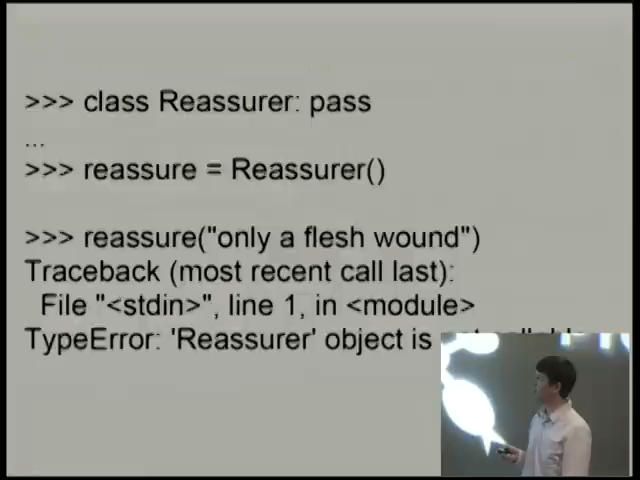 >>> class Reassurer: pass
...
>>> reassure = Reassurer()
>>> reassure("only a flesh wound")
Traceback (most recent call last):
File "<stdin>", line 1, in <module>
TypeError: 'Reassurer' object is